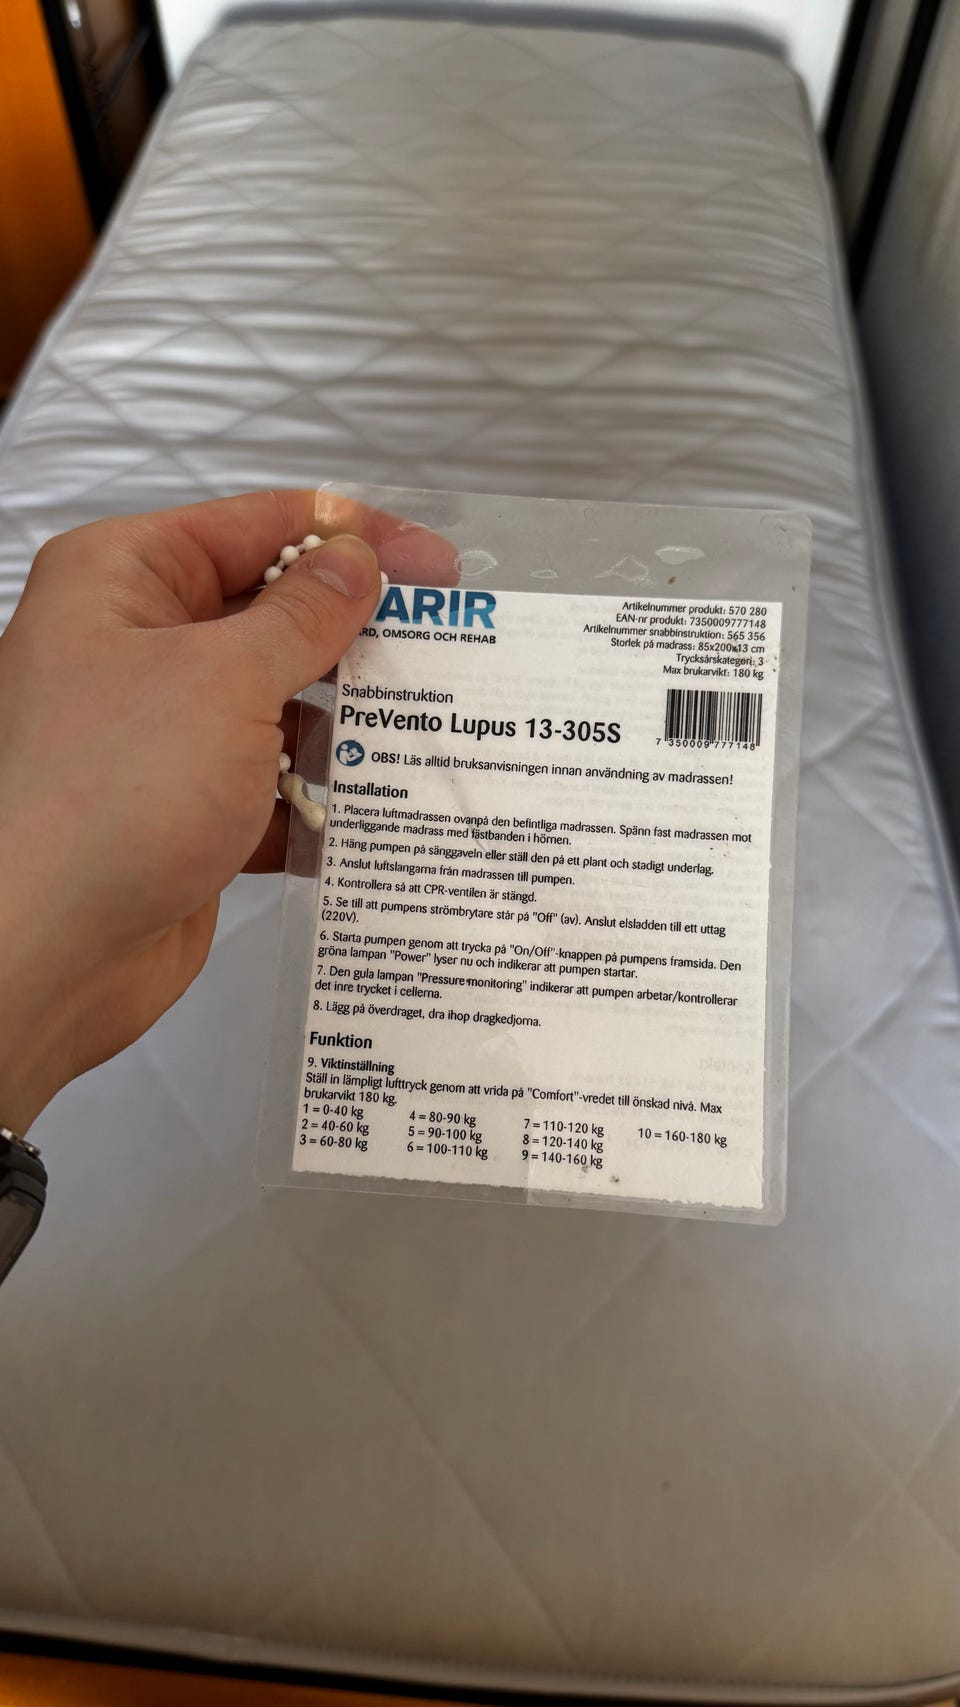 ARIR
RD, OMSORG OCH REHAB
Artikelnummer produkt: 570 280
EAN-nr produkt: 7350009777148
Artikelnummer snabbinstruktion: 565 356
Storlek på madrass: 85x200x13 cm
Trycksårskategori: 3
Max brukarvikt: 180 kg
Snabbinstruktion
PreVento Lupus 13-305S
7 350009 777148
OBS! Läs alltid bruksanvisningen innan användning av madrassen!
Installation
1. Placera luftmadrassen ovanpå den befintliga madrassen. Spänn fast madrassen mot
underliggande madrass med fästbanden i hörnen.
2. Häng pumpen på sänggaveln eller ställ den på ett plant och stadigt underlag.
3. Anslut luftslangarna från madrassen till pumpen.
4. Kontrollera så att CPR-ventilen är stängd.
5. Se till att pumpens strömbrytare står på "Off" (av). Anslut elsladden till ett uttag
(220V).
6. Starta pumpen genom att trycka på "On/Off"-knappen på pumpens framsida. Den
gröna lampan "Power" lyser nu och indikerar att pumpen startar.
7. Den gula lampan "Pressure monitoring" indikerar att pumpen arbetar/kontrollerar
det inre trycket i cellerna.
8. Lägg på överdraget, dra ihop dragkedjorna.
Funktion
9. Viktinställning
Ställ in lämpligt lufttryck genom att vrida på "Comfort"-vredet till önskad nivå. Max
brukarvikt 180 kg.
1 = 0-40 kg 4 = 80-90 kg 7 = 110-120 kg 10 = 160-180 kg
2 = 40-60 kg 5 = 90-100 kg 8 = 120-140 kg
3 = 60-80 kg 6 = 100-110 kg 9 = 140-160 kg